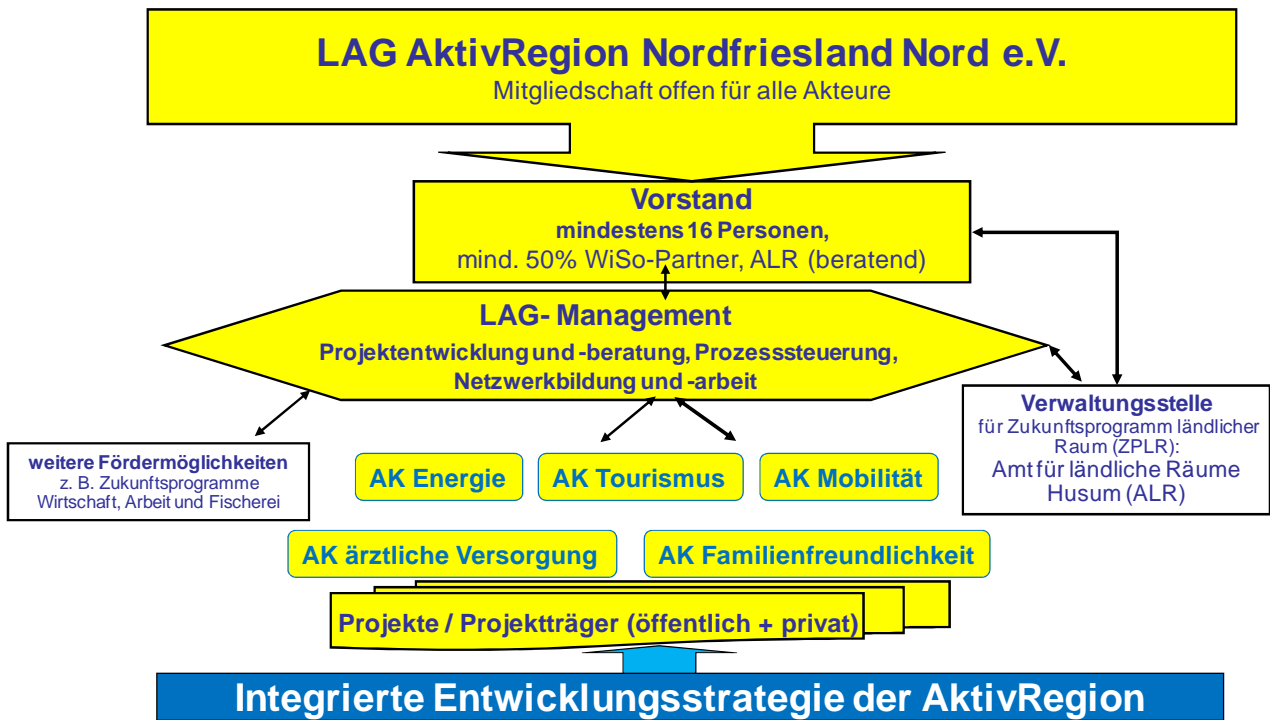 LAG AktivRegion Nordfriesland Nord e.V.
Mitgliedschaft offen für alle Akteure
Vorstand
mindestens 16 Personen,
mind. 50% WiSo-Partner, ALR (beratend)
LAG- Management
Projektentwicklung und -beratung, Prozesssteuerung,
Netzwerkbildung und -arbeit
weitere Fördermöglichkeiten
z. B. Zukunftsprogramme
Wirtschaft, Arbeit und Fischerei
Verwaltungsstelle
für Zukunftsprogramm ländlicher
Raum (ZPLR):
Amt für ländliche Räume
Husum (ALR)
AK Energie
AK Tourismus
AK Mobilität
AK ärztliche Versorgung
AK Familienfreundlichkeit
Projekte / Projektträger (öffentlich + privat)
Integrierte Entwicklungsstrategie der AktivRegion